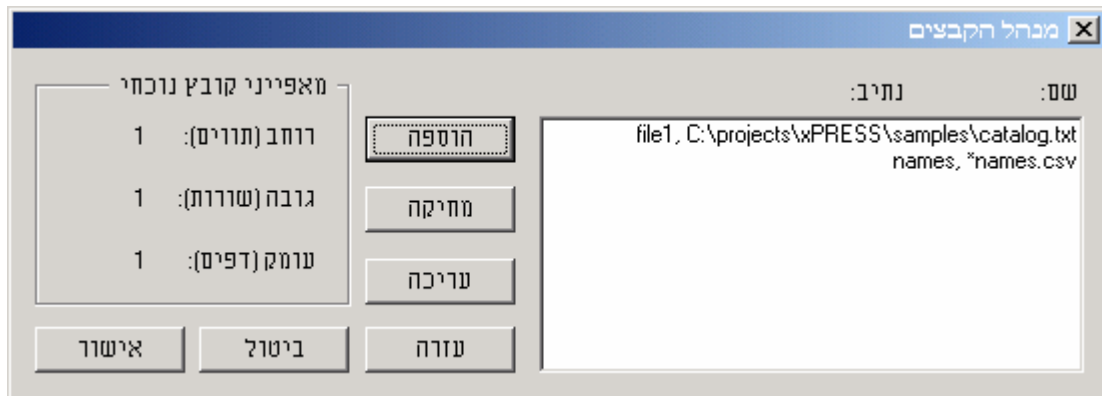 מנהל הקבצים
שם:
נתיב:
file1, C:\projects\xPRESS\samples\catalog.txt
names, *names.csv
הוספה
מחיקה
עריכה
עזרה
מאפייני קובץ נוכחי
רוחב (תווים): 1
גובה (שורות): 1
עומק (דפים): 1
ביטול
אישור